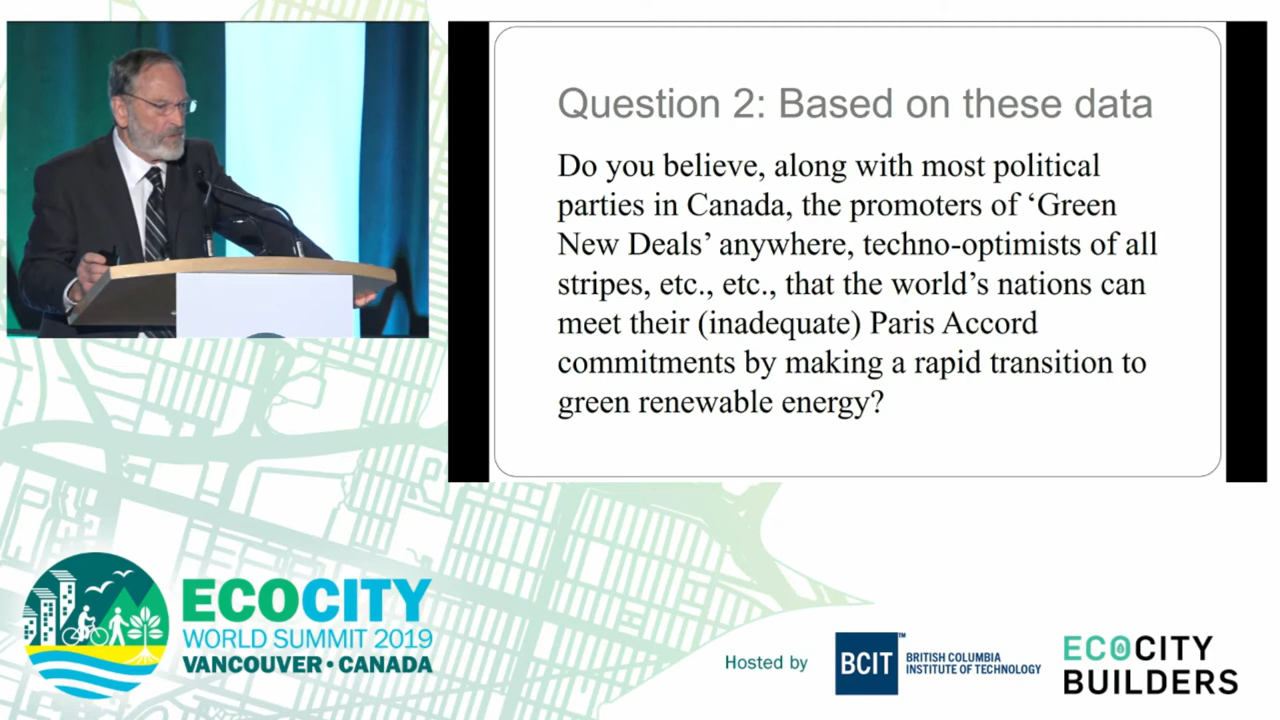 Question 2: Based on these data
Do you believe, along with most political
parties in Canada, the promoters of ‘Green
New Deals’ anywhere, techno-optimists of all
stripes, etc., etc., that the world’s nations can
meet their (inadequate) Paris Accord
commitments by making a rapid transition to
green renewable energy?
ECOCITY
WORLD SUMMIT 2019
VANCOUVER • CANADA
Hosted by
BCIT™
BRITISH COLUMBIA
INSTITUTE OF TECHNOLOGY
ECOCITY
BUILDERS